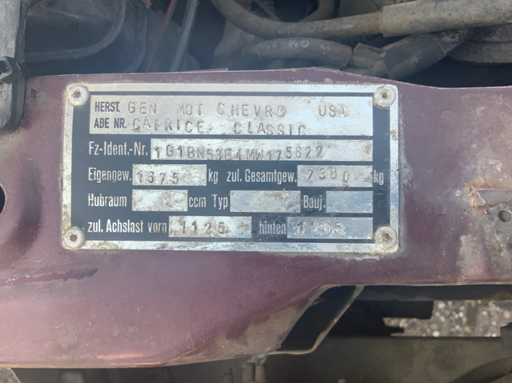 HERST. GEN MOT CHEVRO USA
ABE NR. CAPRICE CLASSIC
Fz-Ident.-Nr.
Eigengew. 1875 kg zul. Gesamtgew. kg
Hubraum ccm Typ Bauj.
zul. Achslast vorn 1125 hinten